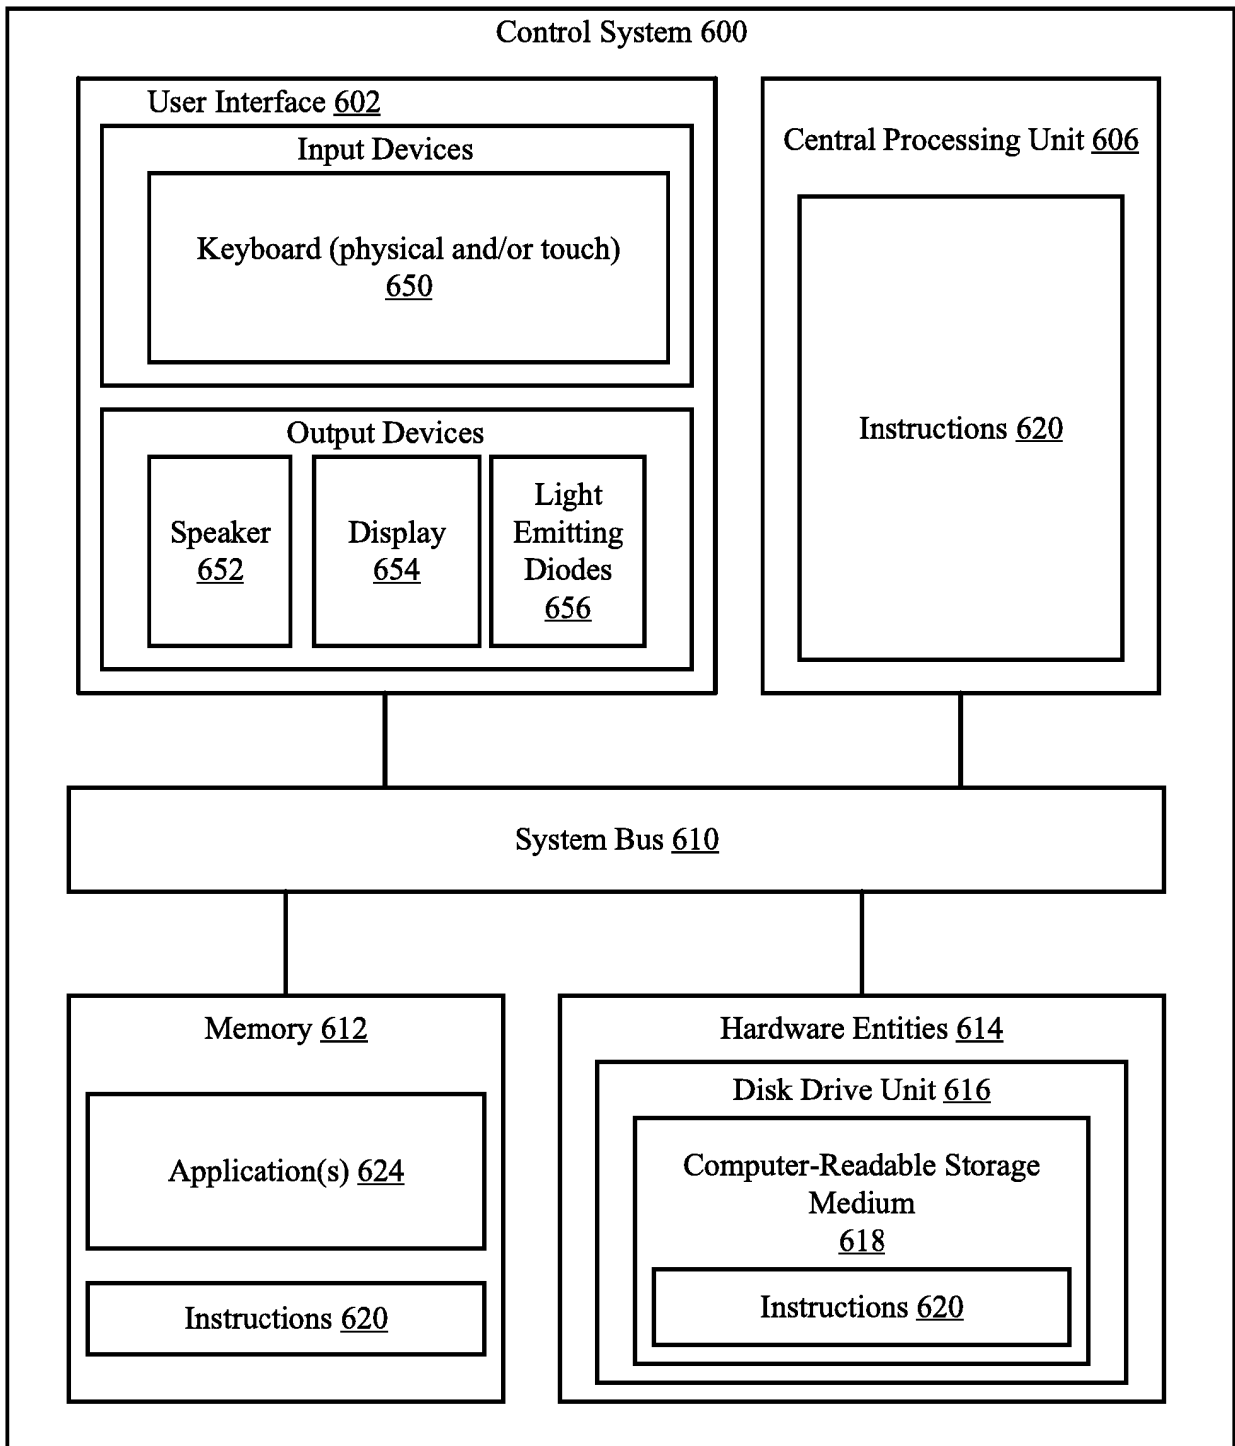 Control System 600
User Interface 602
Input Devices
Keyboard (physical and/or touch)
650
Output Devices
Speaker
652
Display
654
Light
Emitting
Diodes
656
Central Processing Unit 606
Instructions 620
System Bus 610
Memory 612
Application(s) 624
Instructions 620
Hardware Entities 614
Disk Drive Unit 616
Computer-Readable Storage
Medium
618
Instructions 620